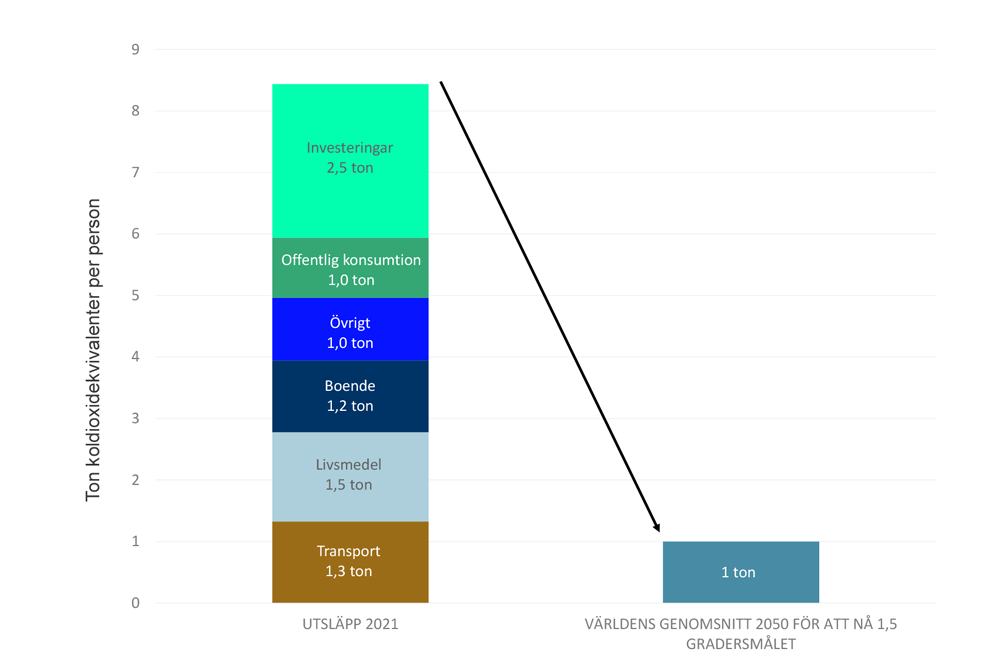 Ton koldioxidekvivalenter per person
9
8
7
6
5
4
3
2
1
0
Investeringar
2,5 ton
Offentlig konsumtion
1,0 ton
Övrigt
1,0 ton
Boende
1,2 ton
Livsmedel
1,5 ton
Transport
1,3 ton
1 ton
UTSLÄPP 2021
VÄRLDENS GENOMSNITT 2050 FÖR ATT NÅ 1,5
GRADERSMÅLET